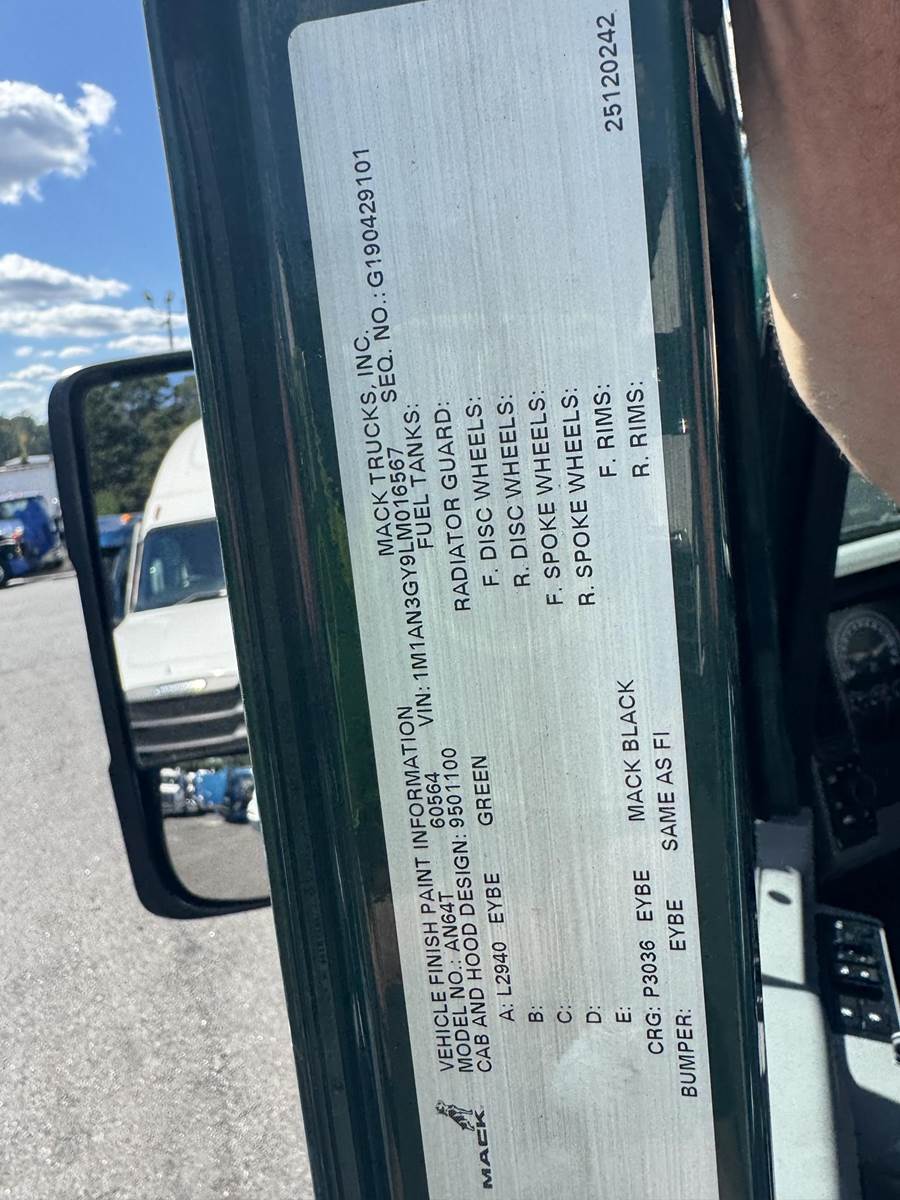 MACK
VEHICLE FINISH PAINT INFORMATION MACK TRUCKS, INC.
MODEL NO.: AN64T 60564 VIN: 1M1AN3GY9LM016567 SEQ. NO.: G190429101
CAB AND HOOD DESIGN: 9501100 FUEL TANKS:
A: L2940 EYBE GREEN RADIATOR GUARD:
B: F. DISC WHEELS:
C: R. DISC WHEELS:
D: F. SPOKE WHEELS:
E: R. SPOKE WHEELS:
CRG: P3036 EYBE MACK BLACK F. RIMS:
BUMPER: EYBE SAME AS FI R. RIMS:
25120242